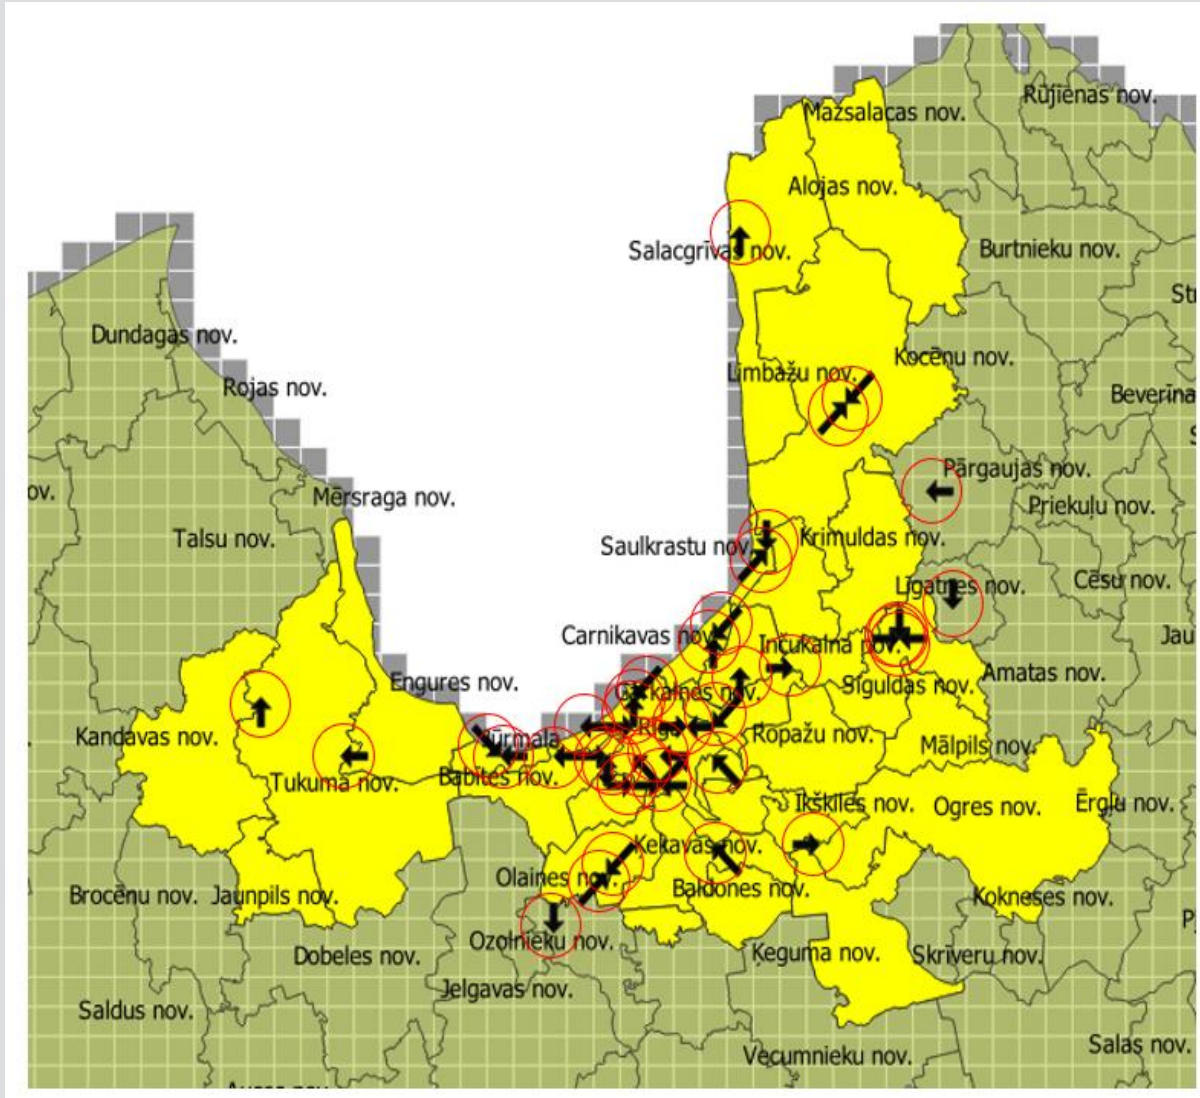 Rūjienas nov.
Mazsalacas nov.
Alojas nov.
Salacgrīvas nov.
Burtnieku nov.
Dundagas nov.
Kocēnu nov.
Limbažu nov.
Rojas nov.
Beverīna
Pārgaujas nov.
ov.
Mērsraga nov.
Priekuļu nov.
Talsu nov.
Krimuldas nov.
Saulkrastu nov.
Cēsu nov.
Līgatnes nov.
Carnikavas nov.
Jau
Inčukalna nov.
Amatas nov.
Engures nov.
Siguldas nov.
Garkalnes nov.
Kandavas nov.
Rīga
Ropažu nov.
Jūrmala
Mālpils nov.
Babītes nov.
Tukuma nov.
Ikšķiles nov.
Ogres nov.
Ērgļu nov.
Ķekavas nov.
Olaines nov.
Baldones nov.
Brocēnu nov.
Jaunpils nov.
Kokneses nov.
Ozolnieku nov.
Dobeles nov.
Ķeguma nov.
Skrīveru nov.
Jelgavas nov.
Saldus nov.
Salas nov.
Vecumnieku nov.